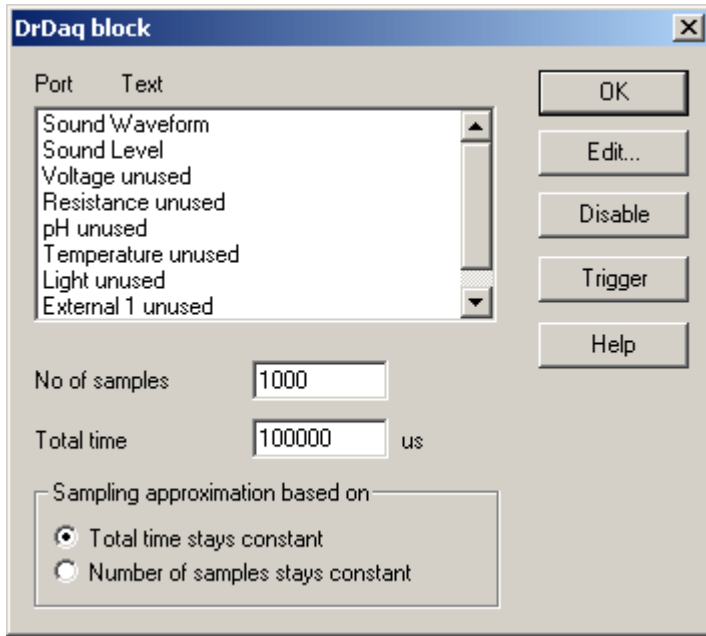 DrDaq block
Port Text
Sound Waveform
Sound Level
Voltage unused
Resistance unused
pH unused
Temperature unused
Light unused
External 1 unused
OK
Edit...
Disable
Trigger
Help
No of samples 1000
Total time 100000 us
Sampling approximation based on
Total time stays constant
Number of samples stays constant